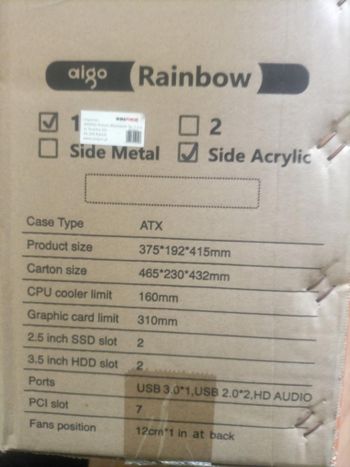 aigo Rainbow
1
2
Side Metal
Side Acrylic
Case Type ATX
Product size 375*192*415mm
Carton size 465*230*432mm
CPU cooler limit 160mm
Graphic card limit 310mm
2.5 inch SSD slot 2
3.5 inch HDD slot 2
Ports USB 3.0*1,USB 2.0*2,HD AUDIO
PCI slot 7
Fans position 12cm*1 in at back